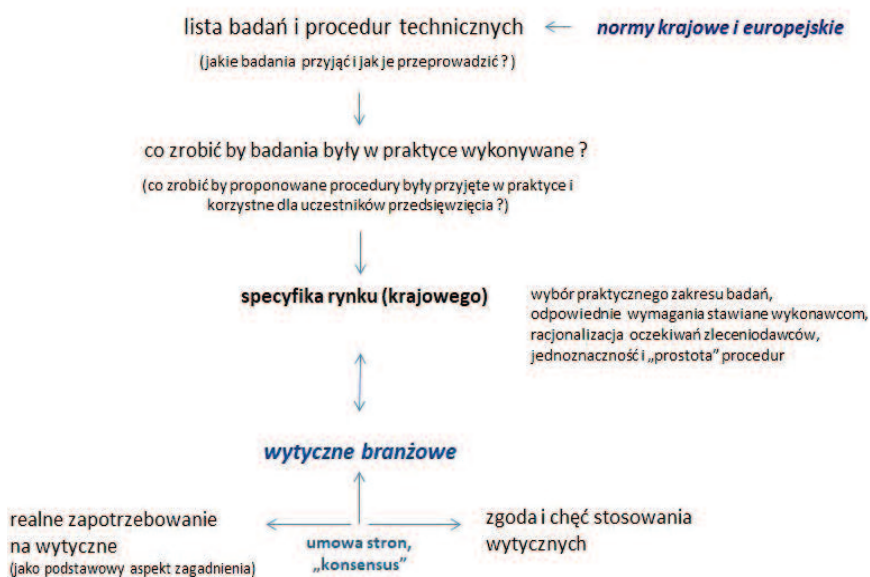 lista badań i procedur technicznych
normy krajowe i europejskie
(jakie badania przyjąć i jak je przeprowadzić ?)
co zrobić by badania były w praktyce wykonywane ?
(co zrobić by proponowane procedury były przyjęte w praktyce i
korzystne dla uczestników przedsięwzięcia ?)
specyfika rynku (krajowego)
wybór praktycznego zakresu badań,
odpowiednie wymagania stawiane wykonawcom,
racjonalizacja oczekiwań zleceniodawców,
jednoznaczność i „prostota” procedur
wytyczne branżowe
realne zapotrzebowanie
na wytyczne
(jako podstawowy aspekt zagadnienia)
umowa stron,
„konsensus”
zgoda i chęć stosowania
wytycznych